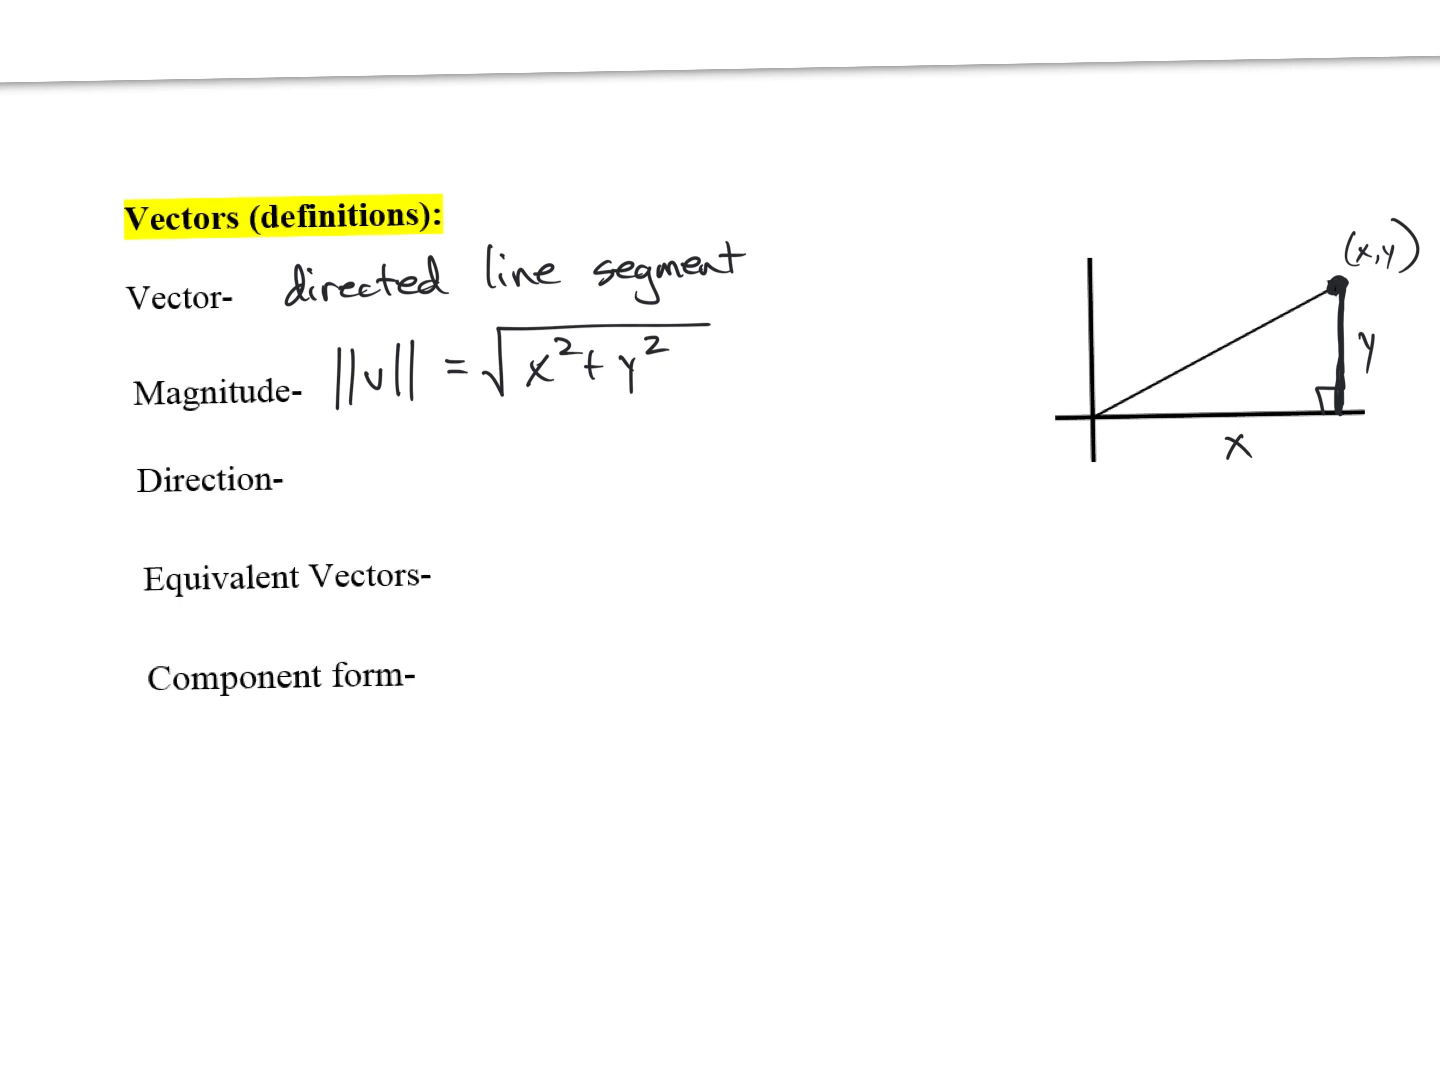 Vectors (definitions):
Vector- directed line segment
Magnitude- ||v|| = √x²+y²
Direction-
Equivalent Vectors-
Component form-
(x,y)
y
x